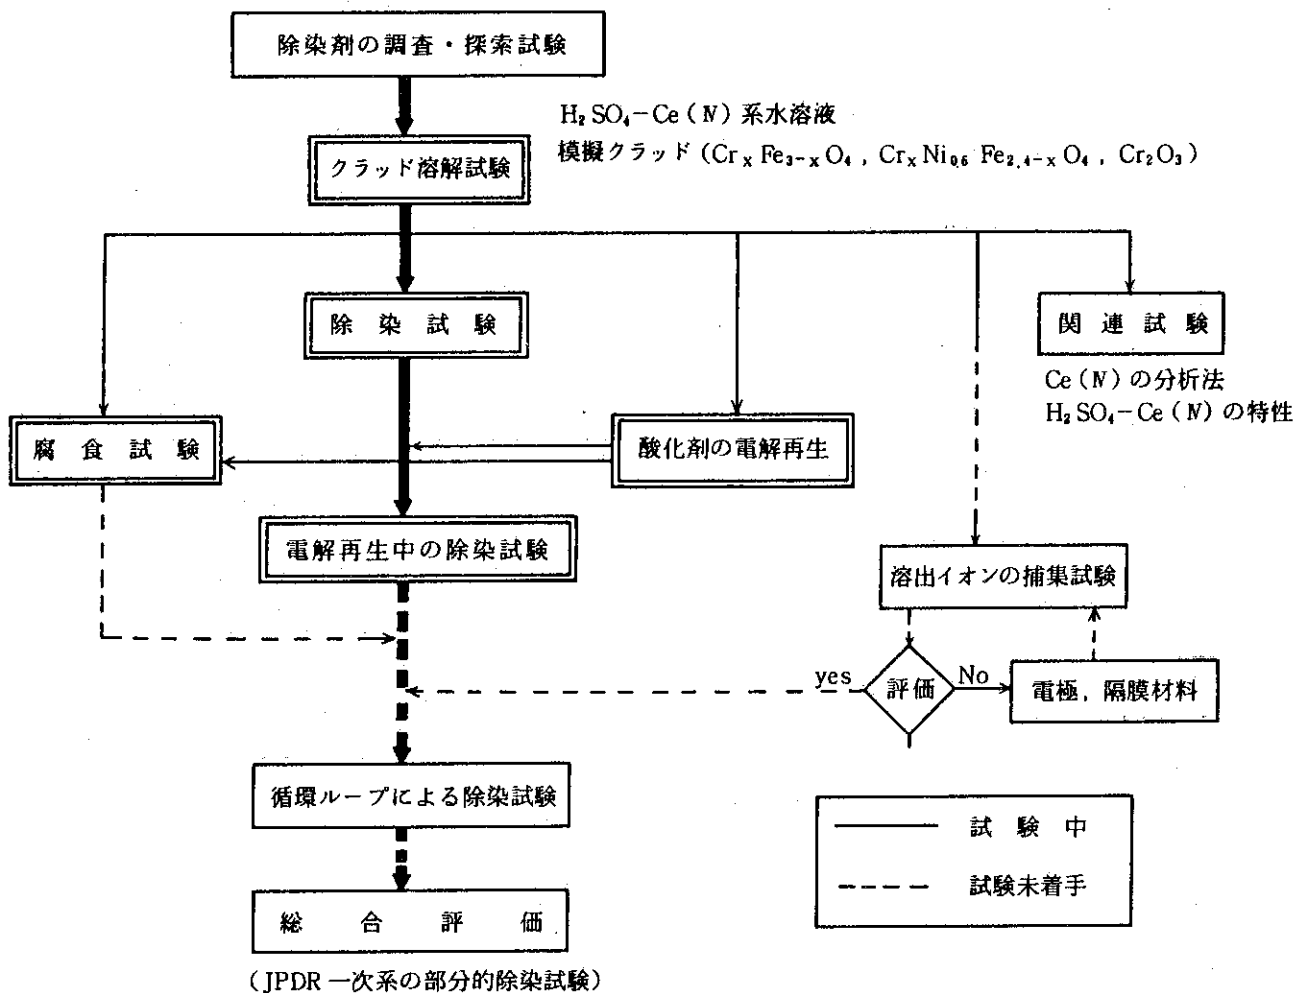 除染剤の調査・探索試験
H₂SO₄−Ce(Ⅳ)系水溶液
模擬クラッド(CrₓFe₃₋ₓO₄, CrₓNi₀.₆Fe₂.₄₋ₓO₄, Cr₂O₃)
クラッド溶解試験
除染試験
関連試験
Ce(Ⅳ)の分析法
H₂SO₄−Ce(Ⅳ)の特性
腐食試験
酸化剤の電解再生
電解再生中の除染試験
溶出イオンの捕集試験
yes
評価
No
電極,隔膜材料
循環ループによる除染試験
試験中
試験未着手
総合評価
(JPDR一次系の部分的除染試験)